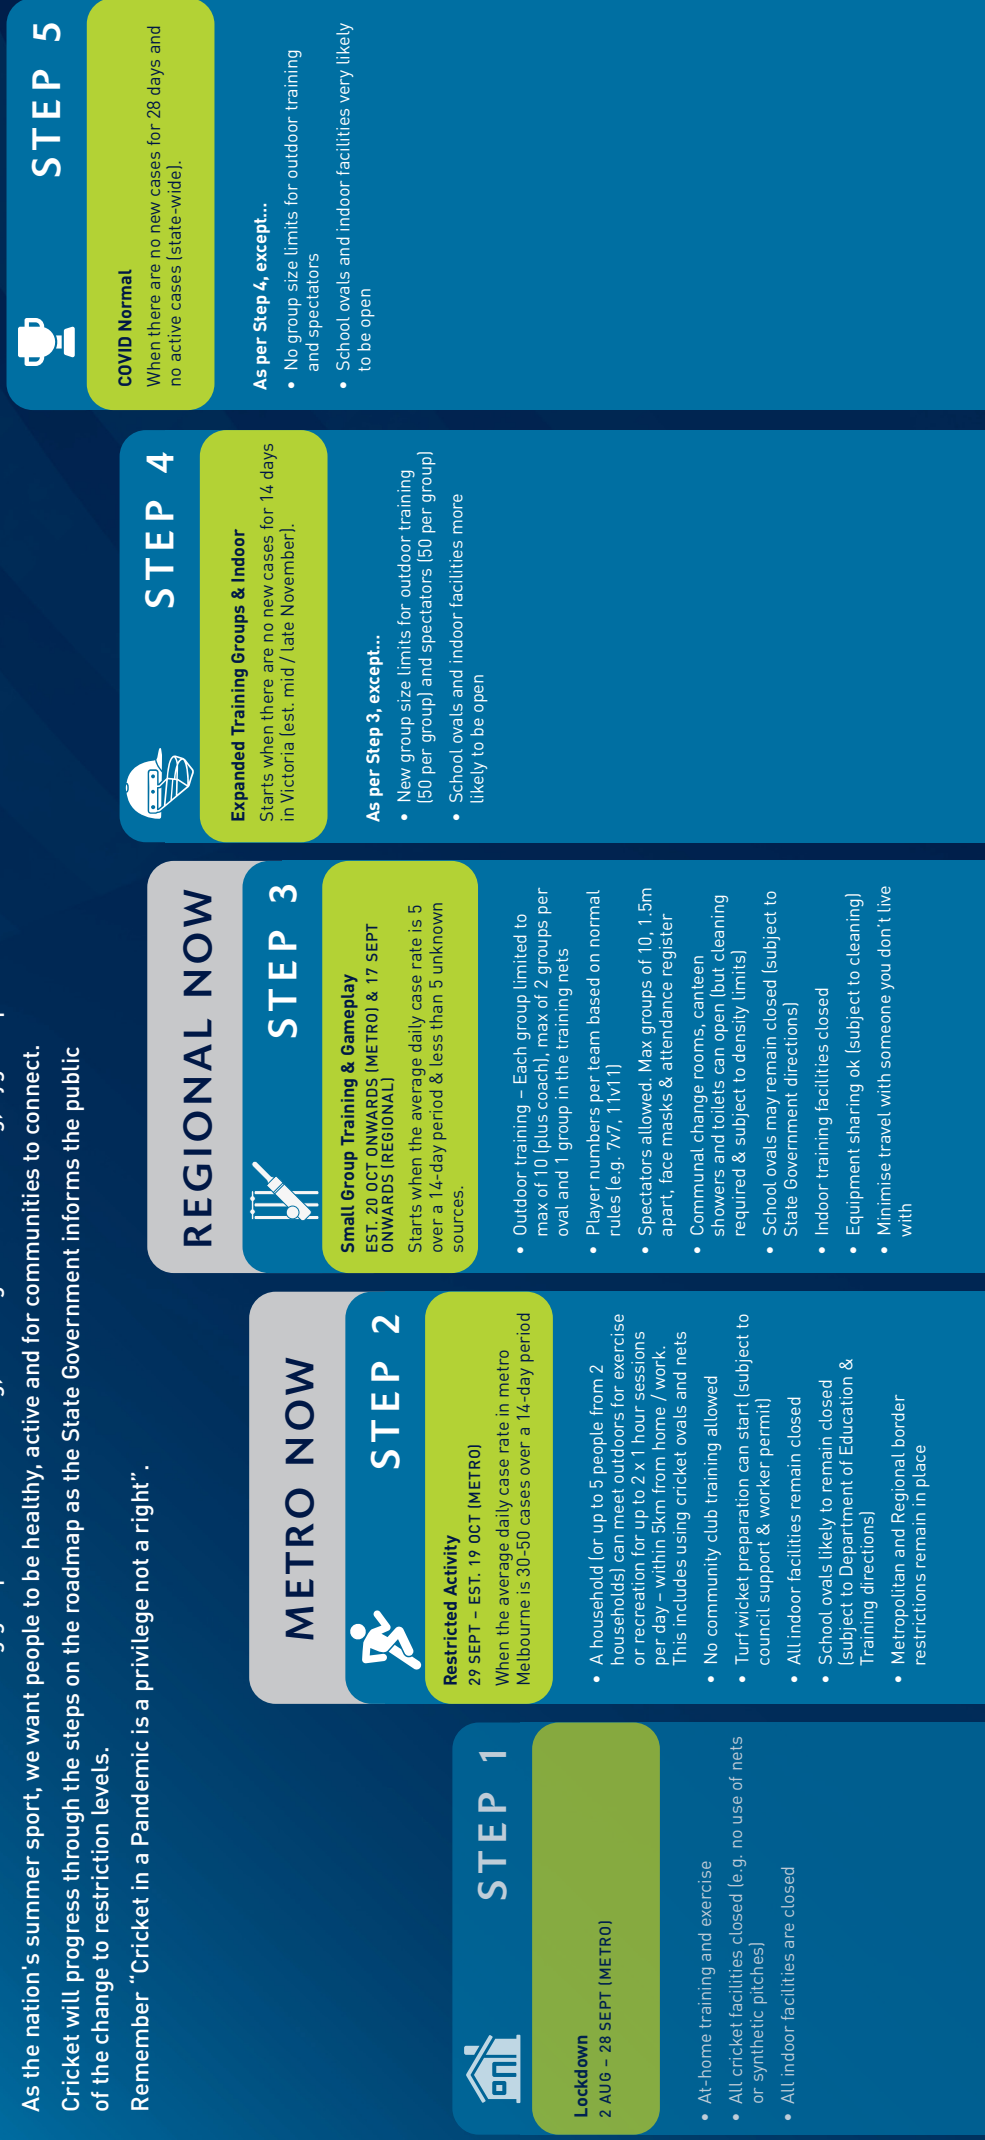 As the nation's summer sport, we want people to be healthy, active and for communities to connect.
Cricket will progress through the steps on the roadmap as the State Government informs the public
of the change to restriction levels.
Remember “Cricket in a Pandemic is a privilege not a right”.
STEP 1
Lockdown
2 AUG – 28 SEPT (METRO)
• At-home training and exercise
• All cricket facilities closed (e.g. no use of nets
or synthetic pitches)
• All indoor facilities are closed
METRO NOW
STEP 2
Restricted Activity
29 SEPT – EST. 19 OCT (METRO)
When the average daily case rate in metro
Melbourne is 30-50 cases over a 14-day period
• A household (or up to 5 people from 2
households) can meet outdoors for exercise
or recreation for up to 2 x 1 hour sessions
per day – within 5km from home / work.
This includes using cricket ovals and nets
• No community club training allowed
• Turf wicket preparation can start (subject to
council support & worker permit)
• All indoor facilities remain closed
• School ovals likely to remain closed
(subject to Department of Education &
Training directions)
• Metropolitan and Regional border
restrictions remain in place
REGIONAL NOW
STEP 3
Small Group Training & Gameplay
EST. 20 OCT ONWARDS (METRO) & 17 SEPT
ONWARDS (REGIONAL)
Starts when the average daily case rate is 5
over a 14-day period & less than 5 unknown
sources.
• Outdoor training – Each group limited to
max of 10 (plus coach), max of 2 groups per
oval and 1 group in the training nets
• Player numbers per team based on normal
rules (e.g. 7v7, 11v11)
• Spectators allowed. Max groups of 10, 1.5m
apart, face masks & attendance register
• Communal change rooms, canteen
showers and toilets can open (but cleaning
required & subject to density limits)
• School ovals may remain closed (subject to
State Government directions)
• Indoor training facilities closed
• Equipment sharing ok (subject to cleaning)
• Minimise travel with someone you don't live
with
STEP 4
Expanded Training Groups & Indoor
Starts when there are no new cases for 14 days
in Victoria (est. mid / late November).
As per Step 3, except...
• New group size limits for outdoor training
(50 per group) and spectators (50 per group)
• School ovals and indoor facilities more
likely to be open
STEP 5
COVID Normal
When there are no new cases for 28 days and
no active cases (state-wide).
As per Step 4, except...
• No group size limits for outdoor training
and spectators
• School ovals and indoor facilities very likely
to be open